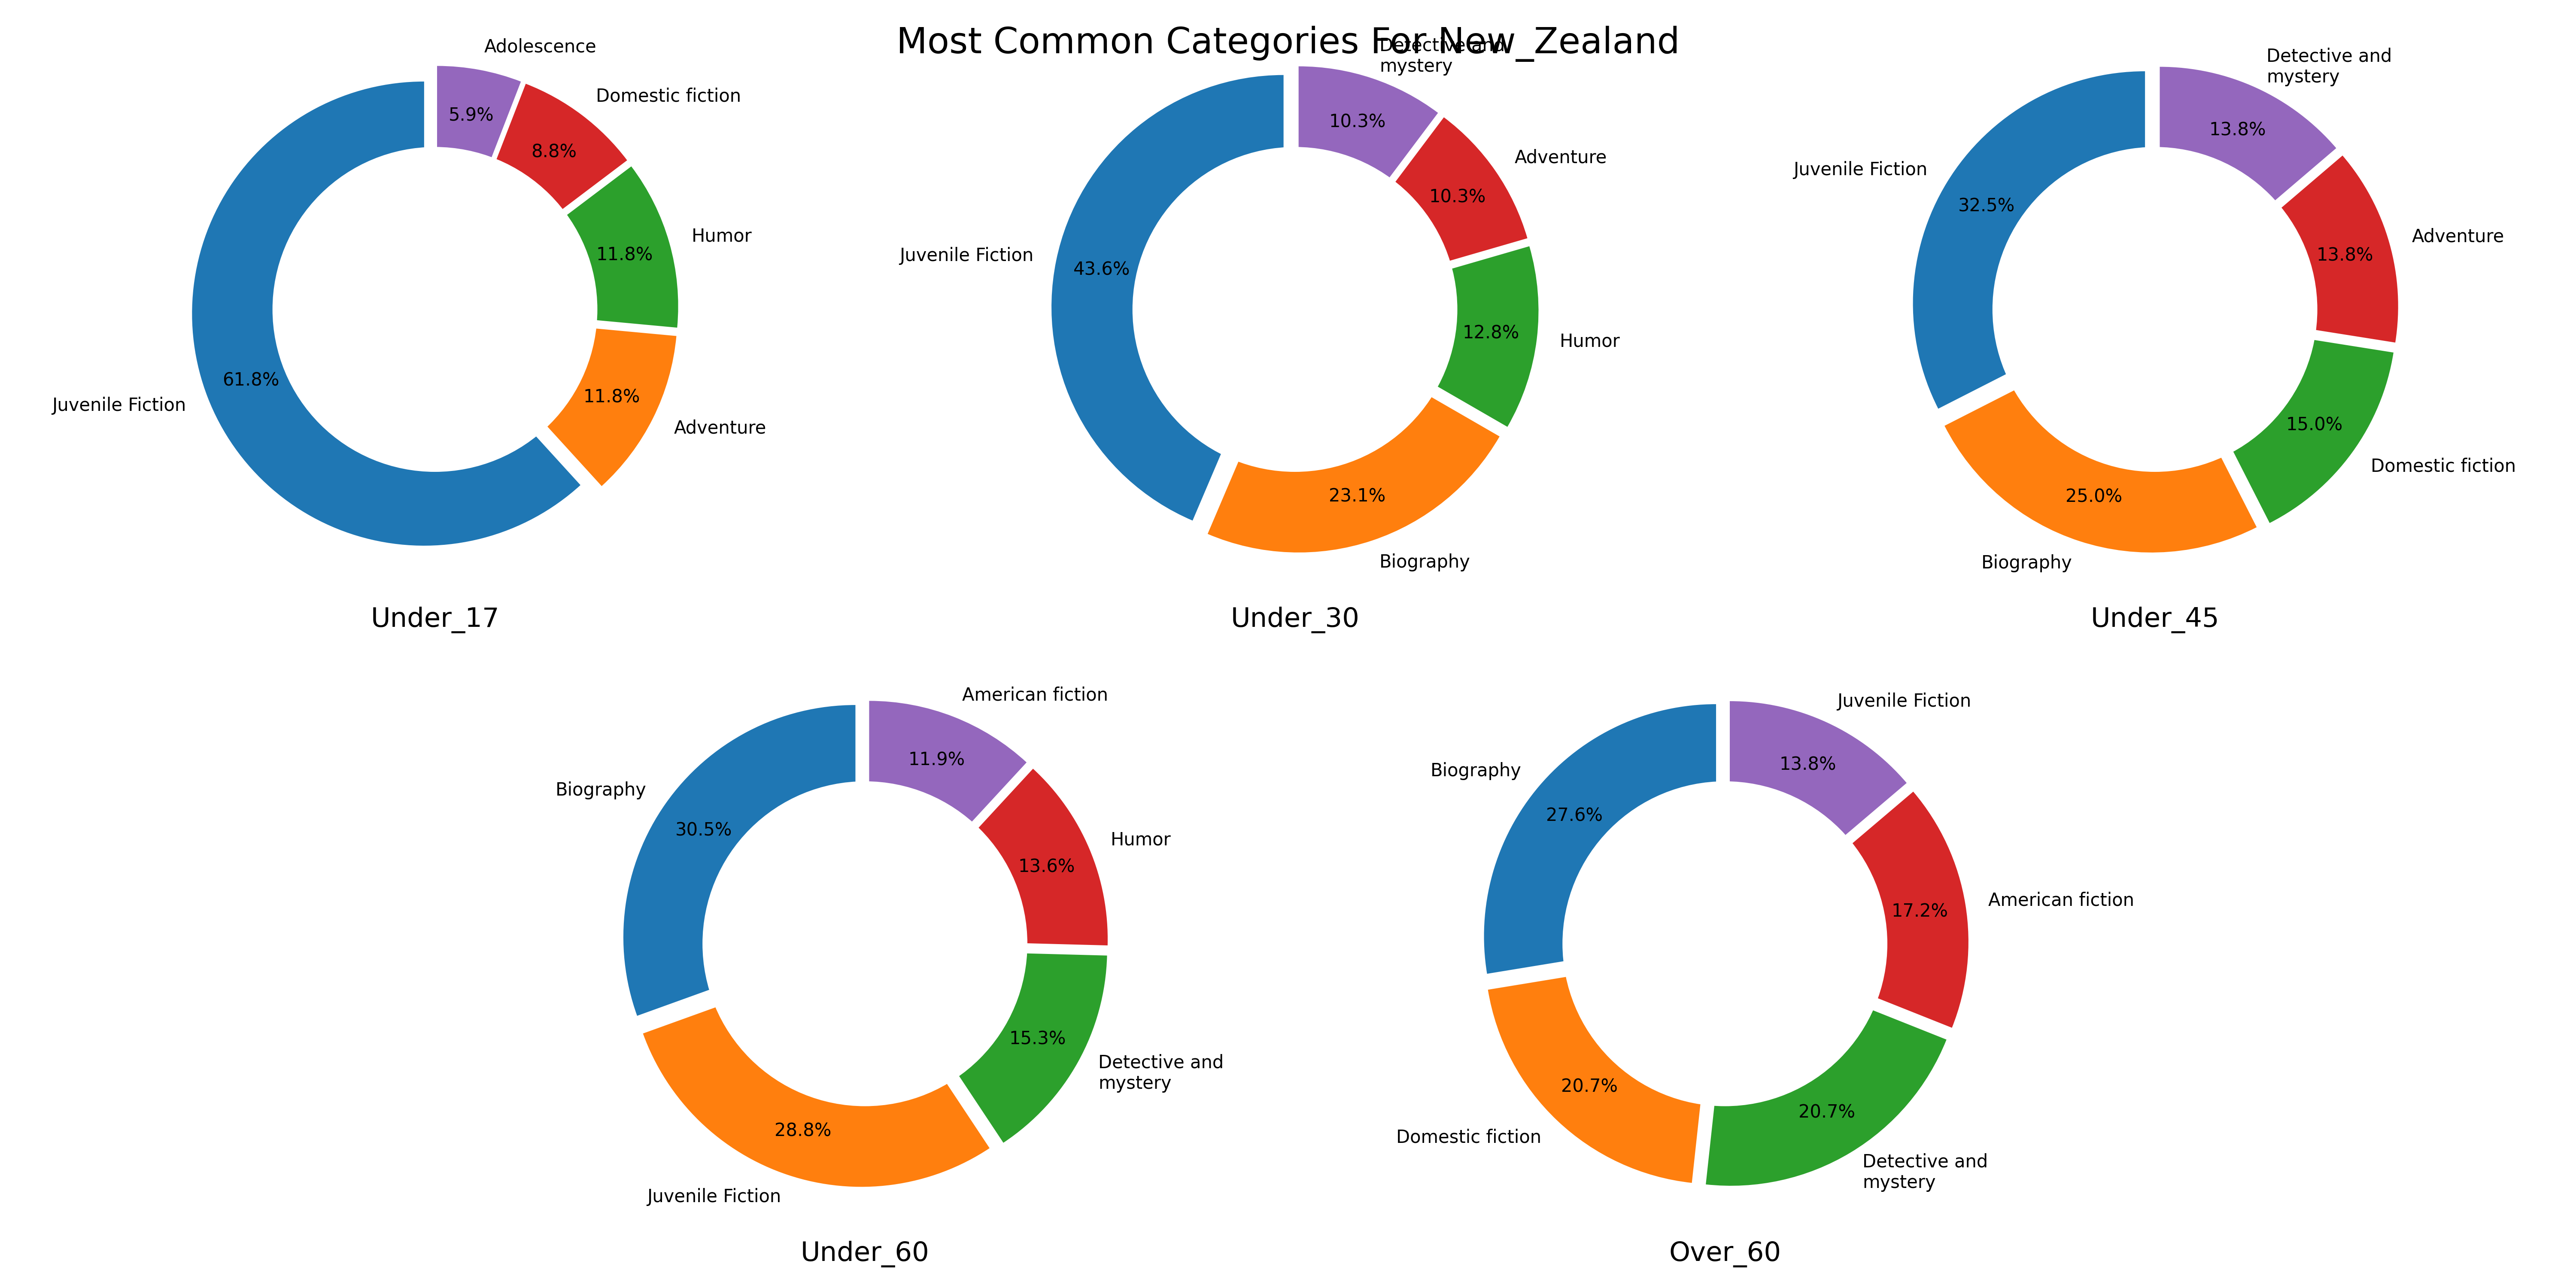 Most Common Categories For New_Zealand
Adolescence
Domestic fiction
5.9%
8.8%
Humor
11.8%
61.8%
11.8%
Juvenile Fiction
Adventure
Under_17
Detective and
mystery
10.3%
Adventure
10.3%
Juvenile Fiction
43.6%
12.8%
Humor
23.1%
Biography
Under_30
Detective and
mystery
13.8%
Juvenile Fiction
32.5%
Adventure
13.8%
15.0%
Domestic fiction
25.0%
Biography
Under_45
American fiction
11.9%
Biography
30.5%
Humor
13.6%
15.3%
Detective and
mystery
28.8%
Juvenile Fiction
Under_60
Juvenile Fiction
13.8%
Biography
27.6%
American fiction
17.2%
20.7%
Domestic fiction
20.7%
Detective and
mystery
Over_60